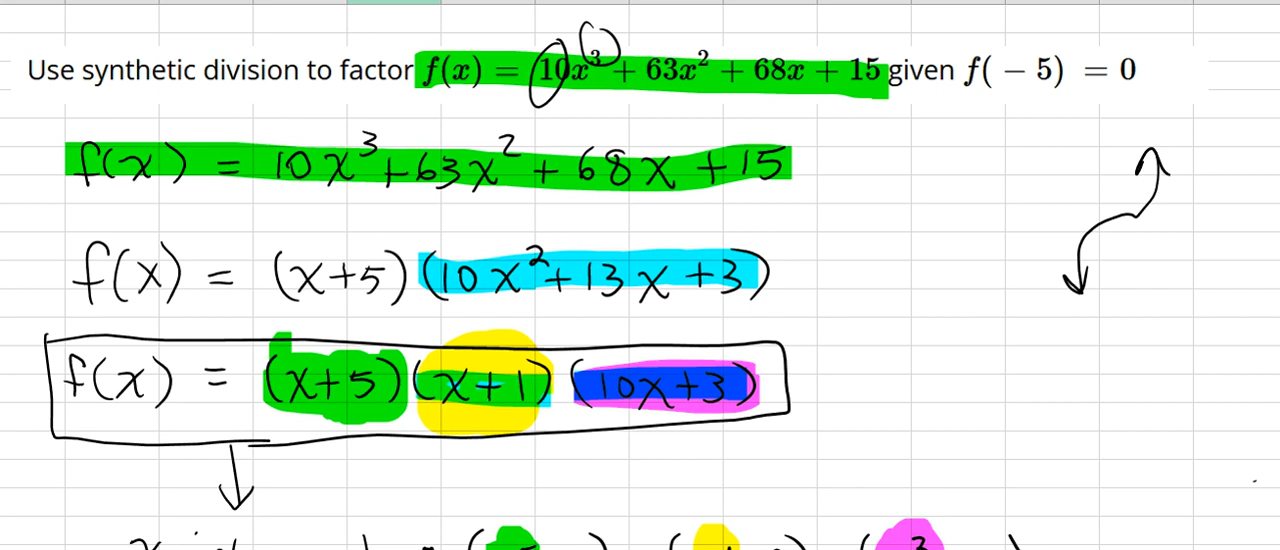 Use synthetic division to factor f(x) = 10x³ + 63x² + 68x + 15 given f( − 5) = 0
f(x) = 10x³+63x² + 68x +15
f(x) = (x+5)(10x²+13x+3)
f(x) = (x+5)(x+1)(10x+3)